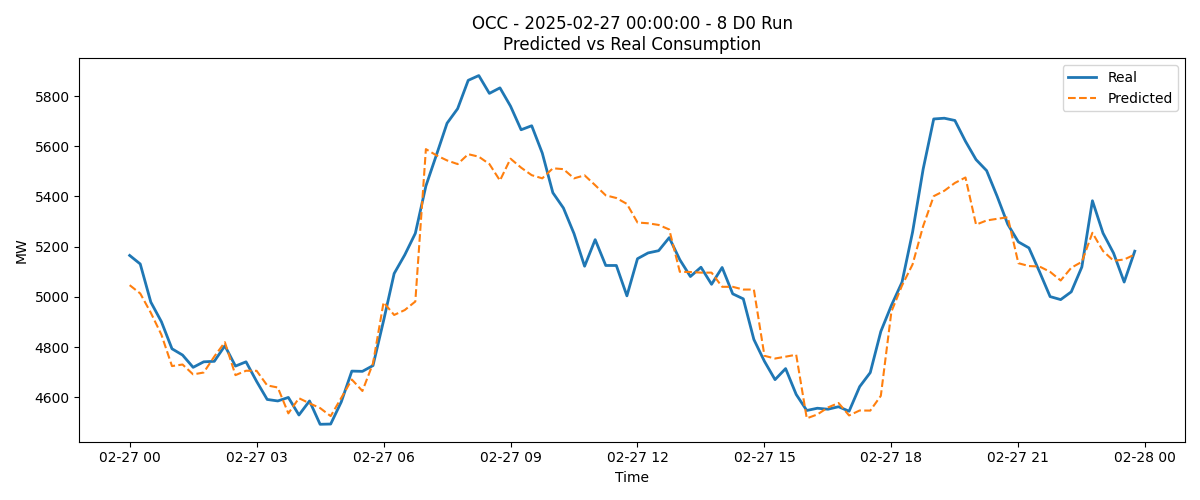 OCC - 2025-02-27 00:00:00 - 8 D0 Run
Predicted vs Real Consumption
Real
Predicted
MW
5800
5600
5400
5200
5000
4800
4600
02-27 00
02-27 03
02-27 06
02-27 09
02-27 12
02-27 15
02-27 18
02-27 21
02-28 00
Time